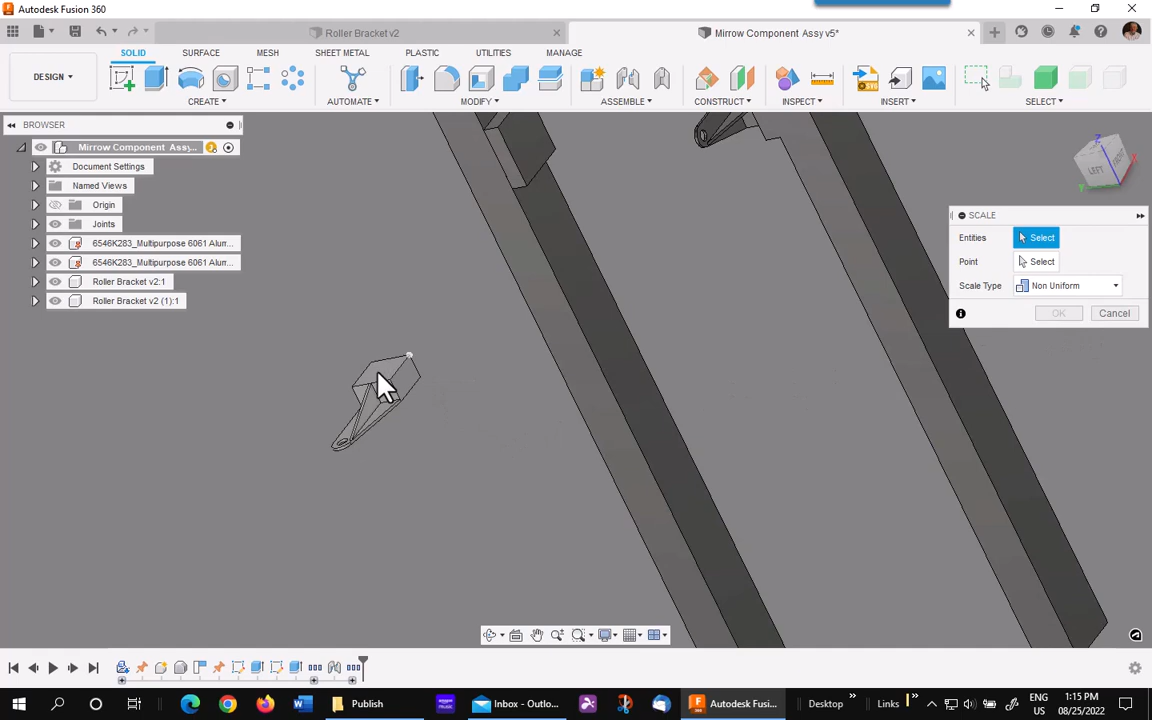 Autodesk Fusion 360
Roller Bracket v2
Mirrow Component Assy v5*
DESIGN
SOLID
SURFACE
MESH
SHEET METAL
PLASTIC
UTILITIES
MANAGE
CREATE
AUTOMATE
MODIFY
ASSEMBLE
CONSTRUCT
INSPECT
INSERT
SELECT
BROWSER
Mirrow Component Assy...
Document Settings
Named Views
Origin
Joints
6546K283_Multipurpose 6061 Alum...
6546K283_Multipurpose 6061 Alum...
Roller Bracket v2:1
Roller Bracket v2 (1):1
Z
LEFT
FRONT
X
Y
SCALE
Entities
Select
Point
Select
Scale Type
Non Uniform
OK
Cancel
Publish
Inbox - Outlo...
Autodesk Fusi...
Desktop
Links
ENG
US
1:15 PM
08/25/2022